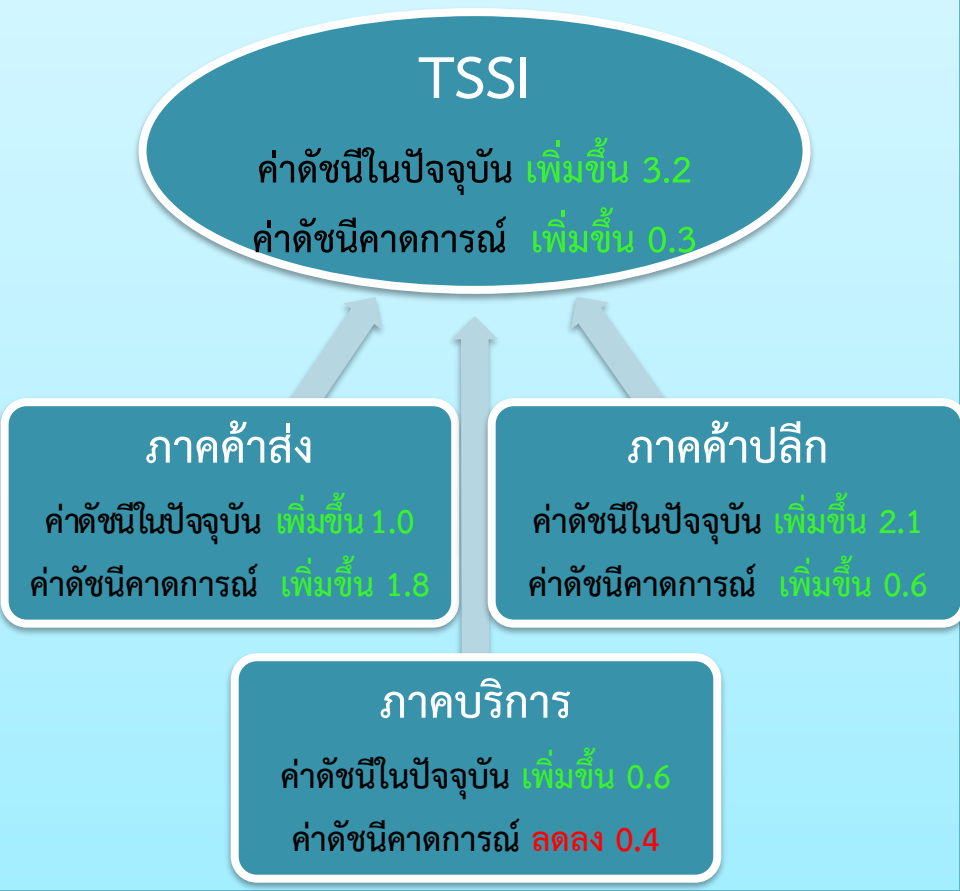 TSSI
ค่าดัชนีในปัจจุบัน เพิ่มขึ้น 3.2
ค่าดัชนีคาดการณ์ เพิ่มขึ้น 0.3
ภาคค้าส่ง
ค่าดัชนีในปัจจุบัน เพิ่มขึ้น 1.0
ค่าดัชนีคาดการณ์ เพิ่มขึ้น 1.8
ภาคค้าปลีก
ค่าดัชนีในปัจจุบัน เพิ่มขึ้น 2.1
ค่าดัชนีคาดการณ์ เพิ่มขึ้น 0.6
ภาคบริการ
ค่าดัชนีในปัจจุบัน เพิ่มขึ้น 0.6
ค่าดัชนีคาดการณ์ ลดลง 0.4